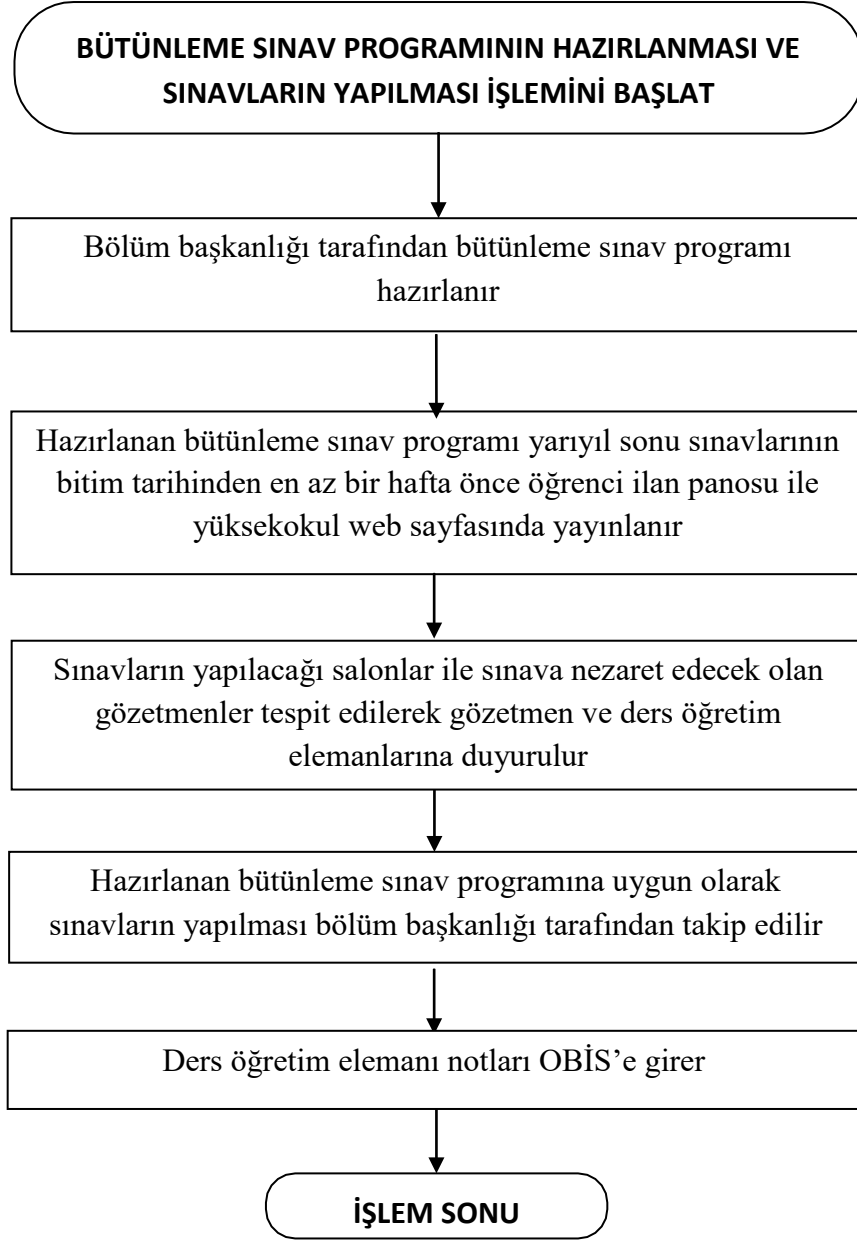 BÜTÜNLEME SINAV PROGRAMININ HAZIRLANMASI VE
SINAVLARIN YAPILMASI İŞLEMİNİ BAŞLAT
Bölüm başkanlığı tarafından bütünleme sınav programı
hazırlanır
Hazırlanan bütünleme sınav programı yarıyıl sonu sınavlarının
bitim tarihinden en az bir hafta önce öğrenci ilan panosu ile
yüksekokul web sayfasında yayınlanır
Sınavların yapılacağı salonlar ile sınava nezaret edecek olan
gözetmenler tespit edilerek gözetmen ve ders öğretim
elemanlarına duyurulur
Hazırlanan bütünleme sınav programına uygun olarak
sınavların yapılması bölüm başkanlığı tarafından takip edilir
Ders öğretim elemanı notları OBİS’e girer
İŞLEM SONU